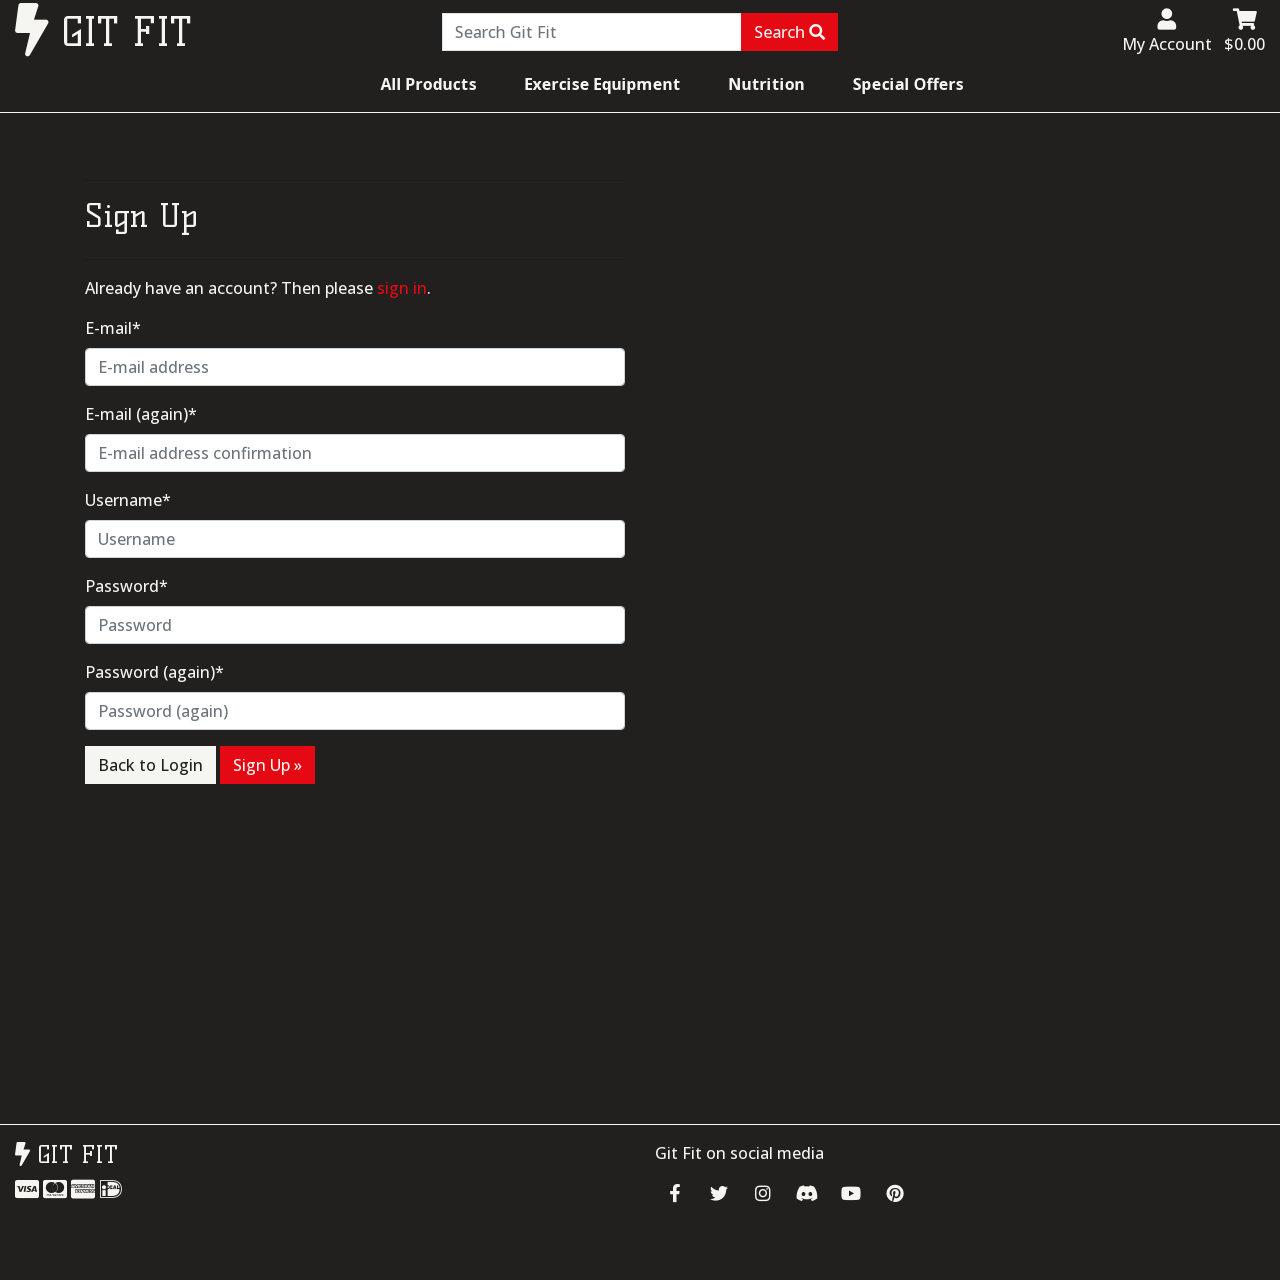 GIT FIT
Search Git Fit
Search
My Account
$0.00
All Products
Exercise Equipment
Nutrition
Special Offers
Sign Up
Already have an account? Then please sign in.
E-mail*
E-mail address
E-mail (again)*
E-mail address confirmation
Username*
Username
Password*
Password
Password (again)*
Password (again)
Back to Login
Sign Up »
GIT FIT
Git Fit on social media
VISA
iDEAL